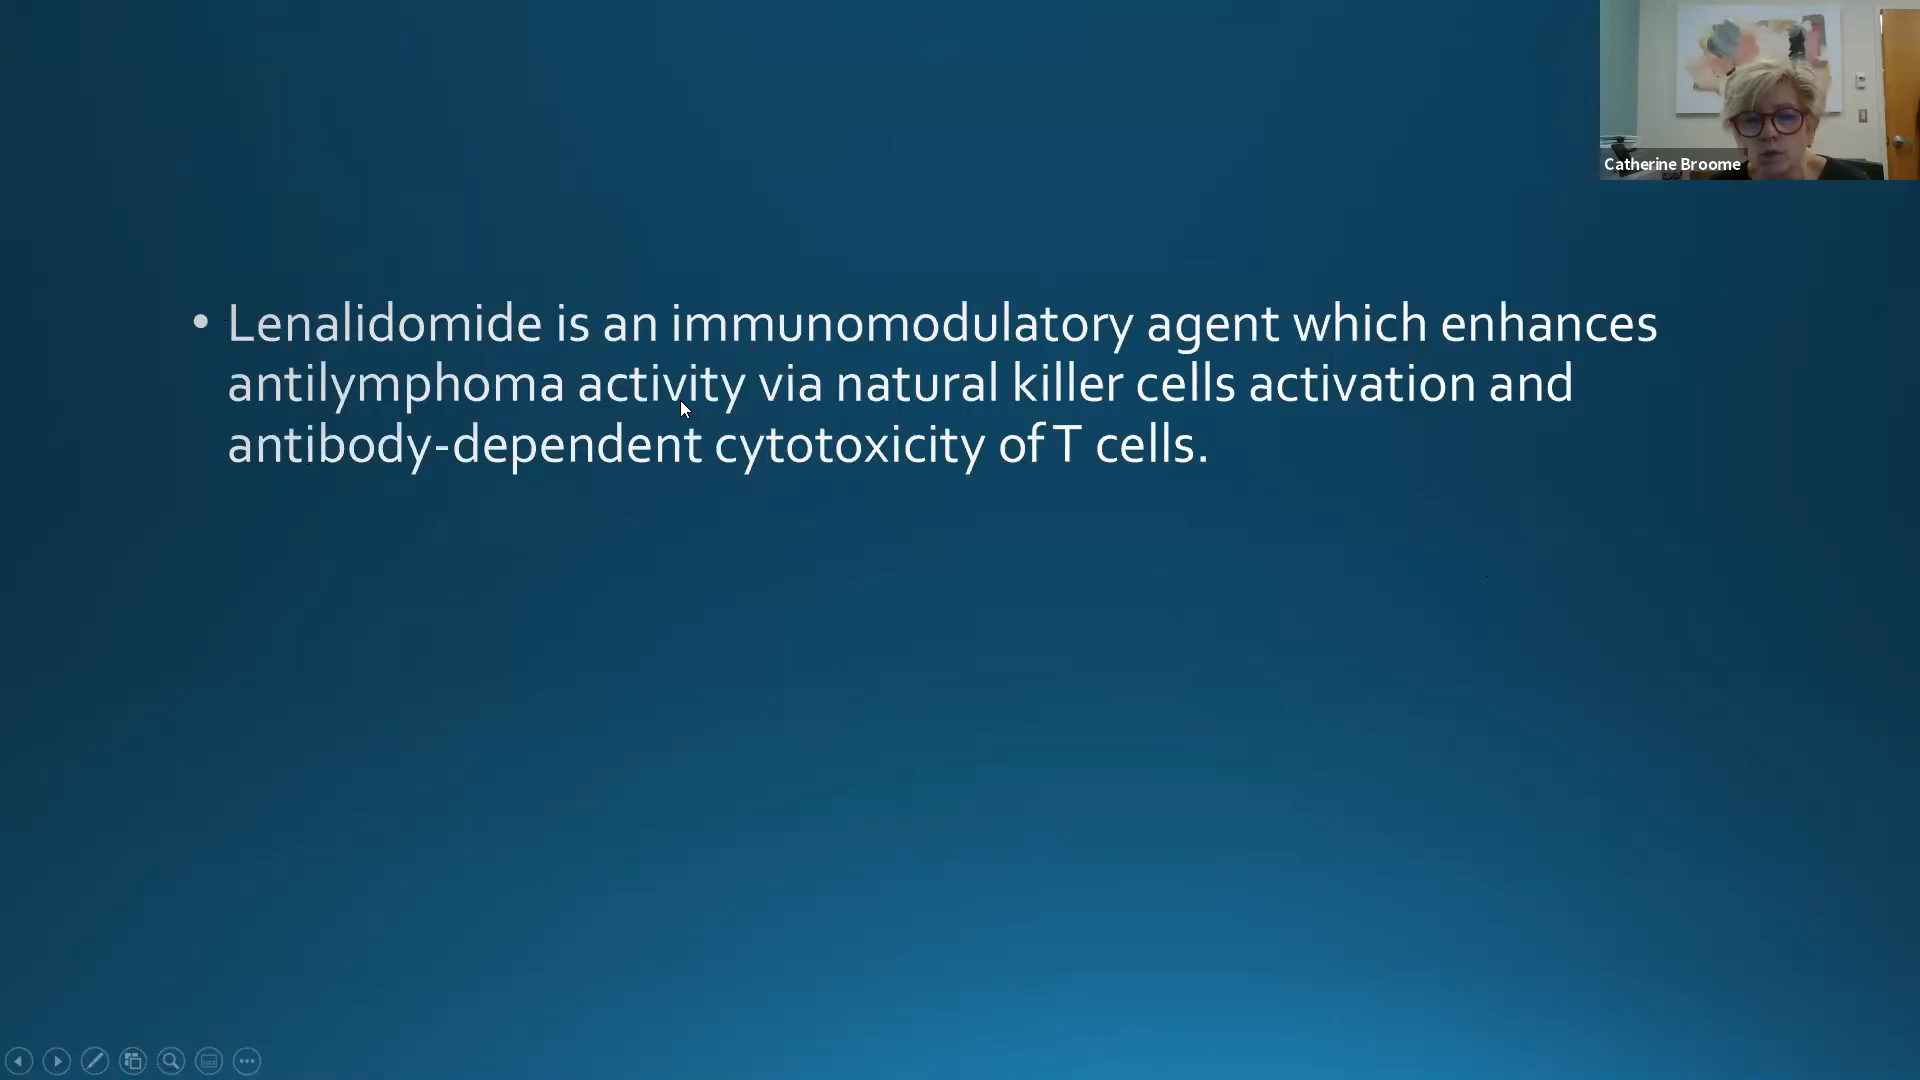 Catherine Broome
• Lenalidomide is an immunomodulatory agent which enhances
antilymphoma activity via natural killer cells activation and
antibody-dependent cytotoxicity of T cells.